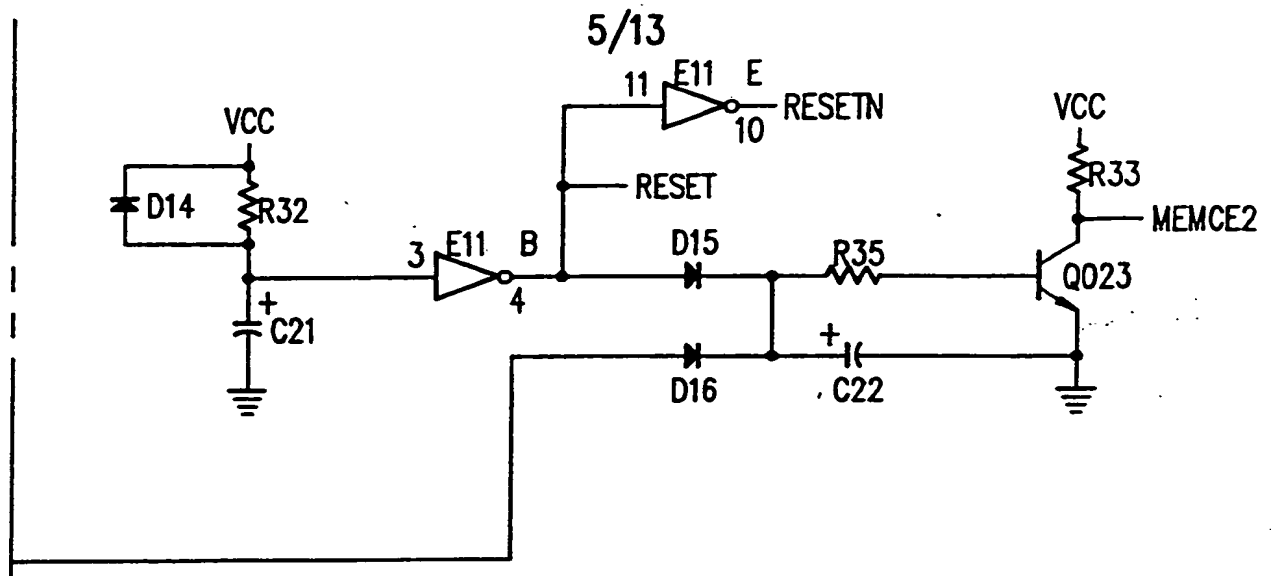 5/13
11 E11 E
RESETN
10
VCC
VCC
D14
R32
RESET
R33
MEMCE2
3 E11 B
4
D15
R35
Q023
+
C21
D16
+
C22